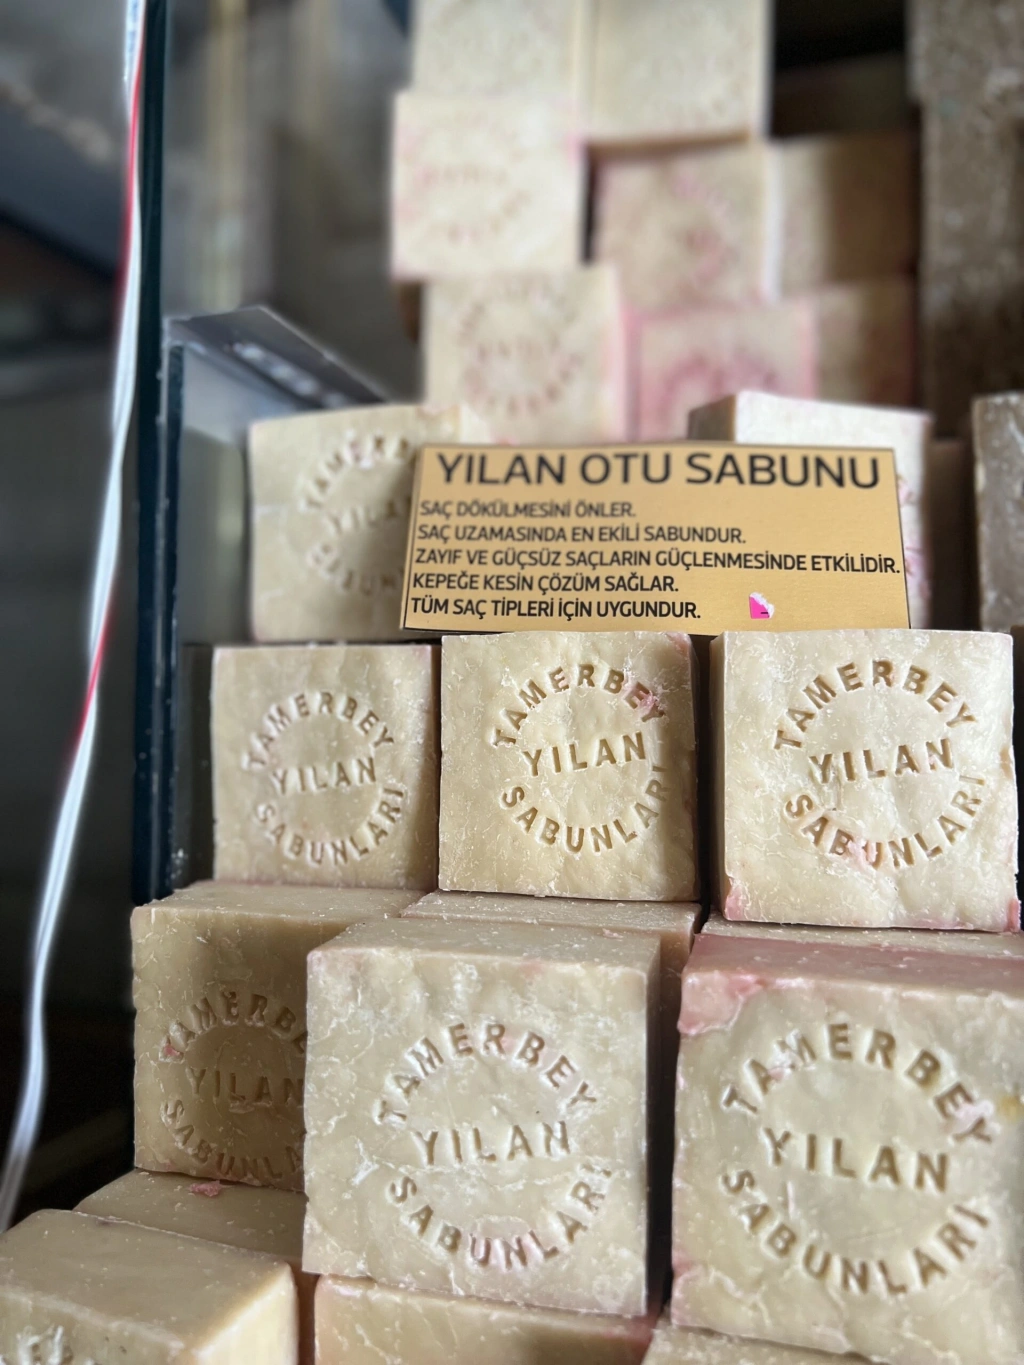 YILAN OTU SABUNU
SAÇ DÖKÜLMESİNİ ÖNLER.
SAÇ UZAMASINDA EN EKİLİ SABUNDUR.
ZAYIF VE GÜÇSÜZ SAÇLARIN GÜÇLENMESİNDE ETKİLİDİR.
KEPEĞE KESİN ÇÖZÜM SAĞLAR.
TÜM SAÇ TİPLERİ İÇİN UYGUNDUR.
TAMERBEY
YILAN
SABUNLARI
TAMERBEY
YILAN
SABUNLARI
TAMERBEY
YILAN
SABUNLARI
YILAN
TAMERBEY
YILAN
SABUNLARI
TAMERBEY
YILAN
SABUNLARI